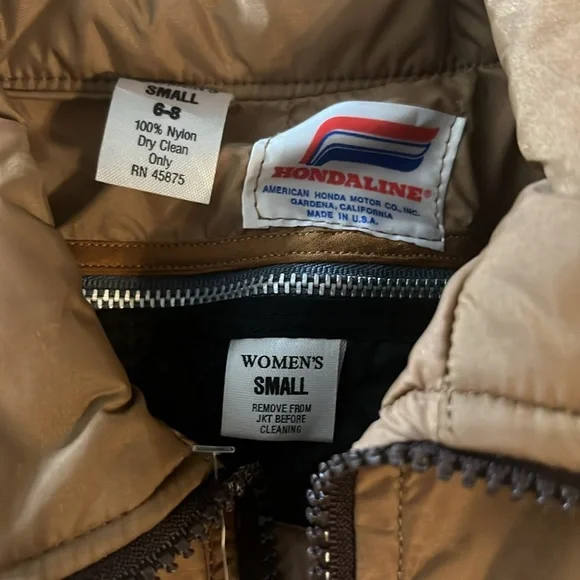 SMALL
6-8
100% Nylon
Dry Clean
Only
RN 45875
HONDALINE®
AMERICAN HONDA MOTOR CO., INC.
GARDENA, CALIFORNIA
MADE IN U.S.A.
WOMEN'S
SMALL
REMOVE FROM
JKT BEFORE
CLEANING